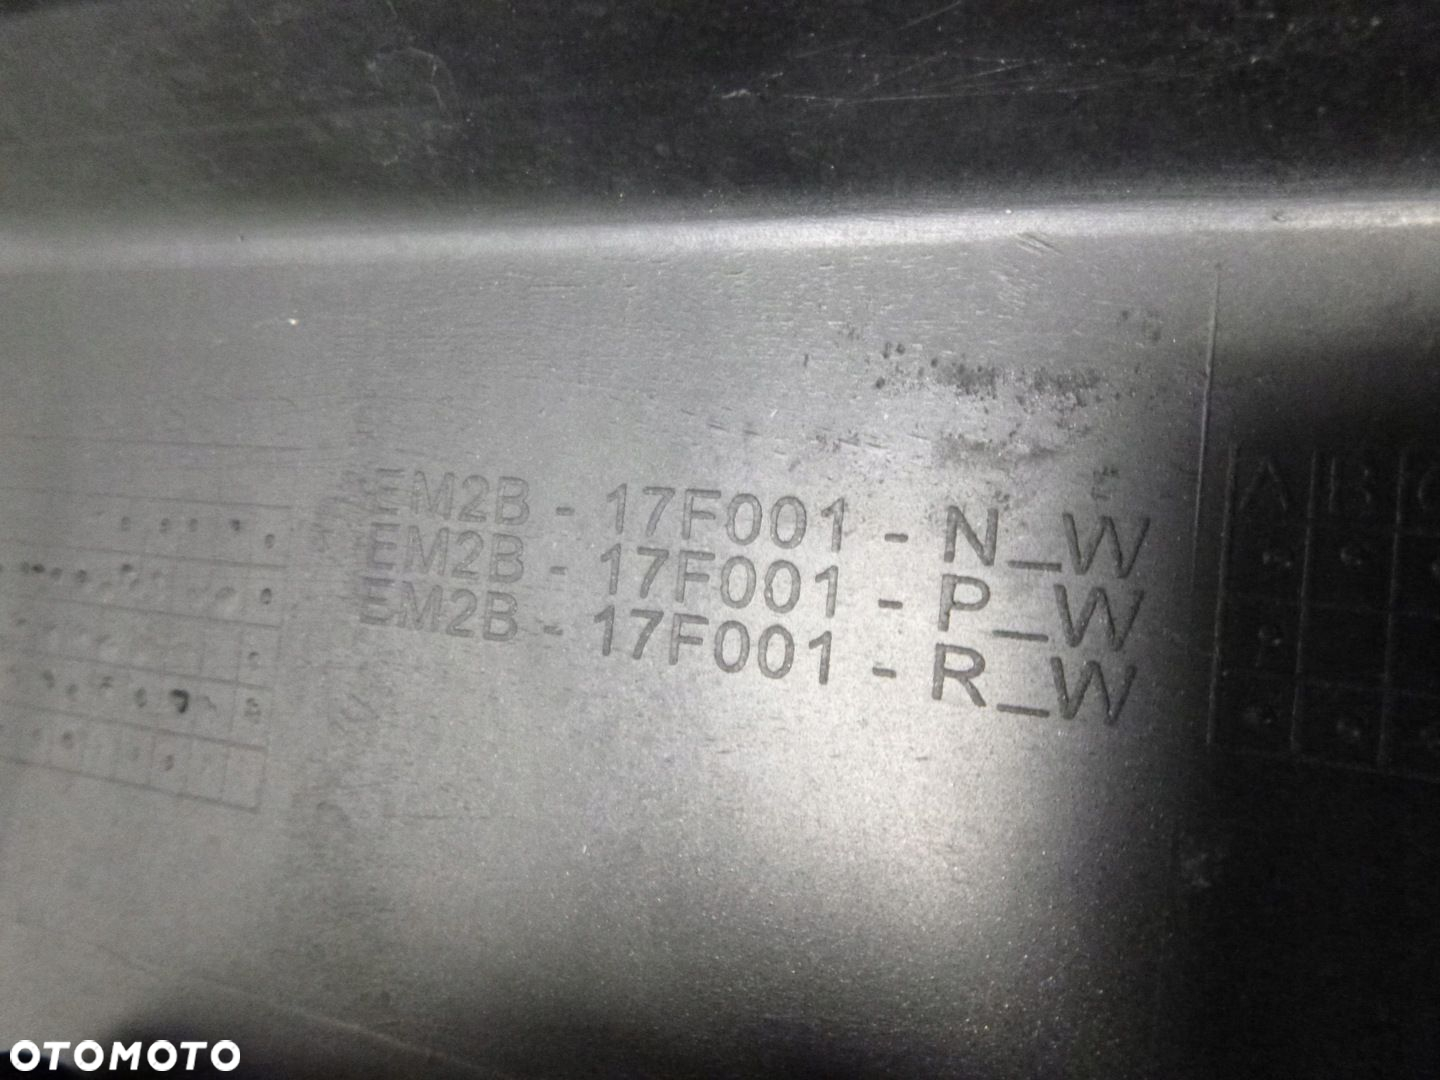 EM2B - 17F001 - N_W
EM2B - 17F001 - P_W
EM2B - 17F001 - R_W
A B C
OTOMOTO